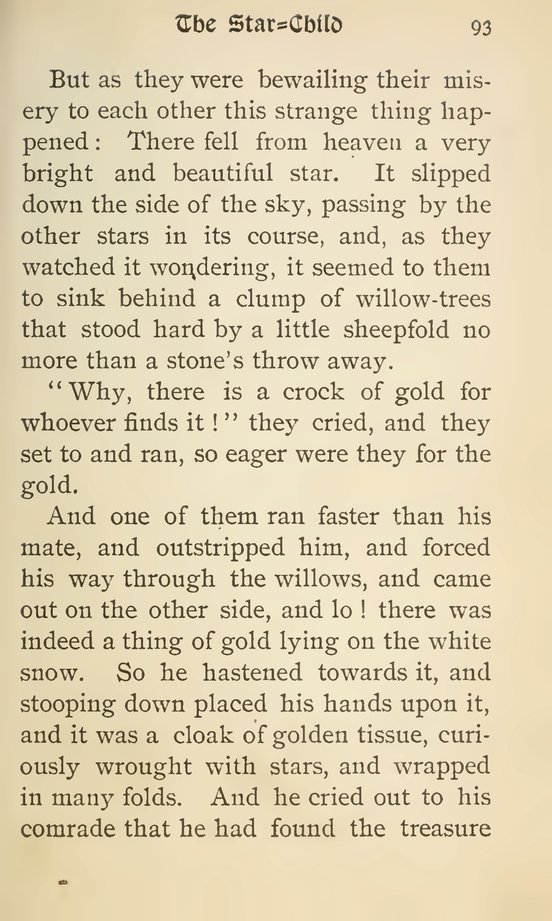 The Star=Child 93
But as they were bewailing their mis-
ery to each other this strange thing hap-
pened : There fell from heaven a very
bright and beautiful star. It slipped
down the side of the sky, passing by the
other stars in its course, and, as they
watched it wondering, it seemed to them
to sink behind a clump of willow-trees
that stood hard by a little sheepfold no
more than a stone's throw away.
"Why, there is a crock of gold for
whoever finds it !" they cried, and they
set to and ran, so eager were they for the
gold.
And one of them ran faster than his
mate, and outstripped him, and forced
his way through the willows, and came
out on the other side, and lo ! there was
indeed a thing of gold lying on the white
snow. So he hastened towards it, and
stooping down placed his hands upon it,
and it was a cloak of golden tissue, curi-
ously wrought with stars, and wrapped
in many folds. And he cried out to his
comrade that he had found the treasure